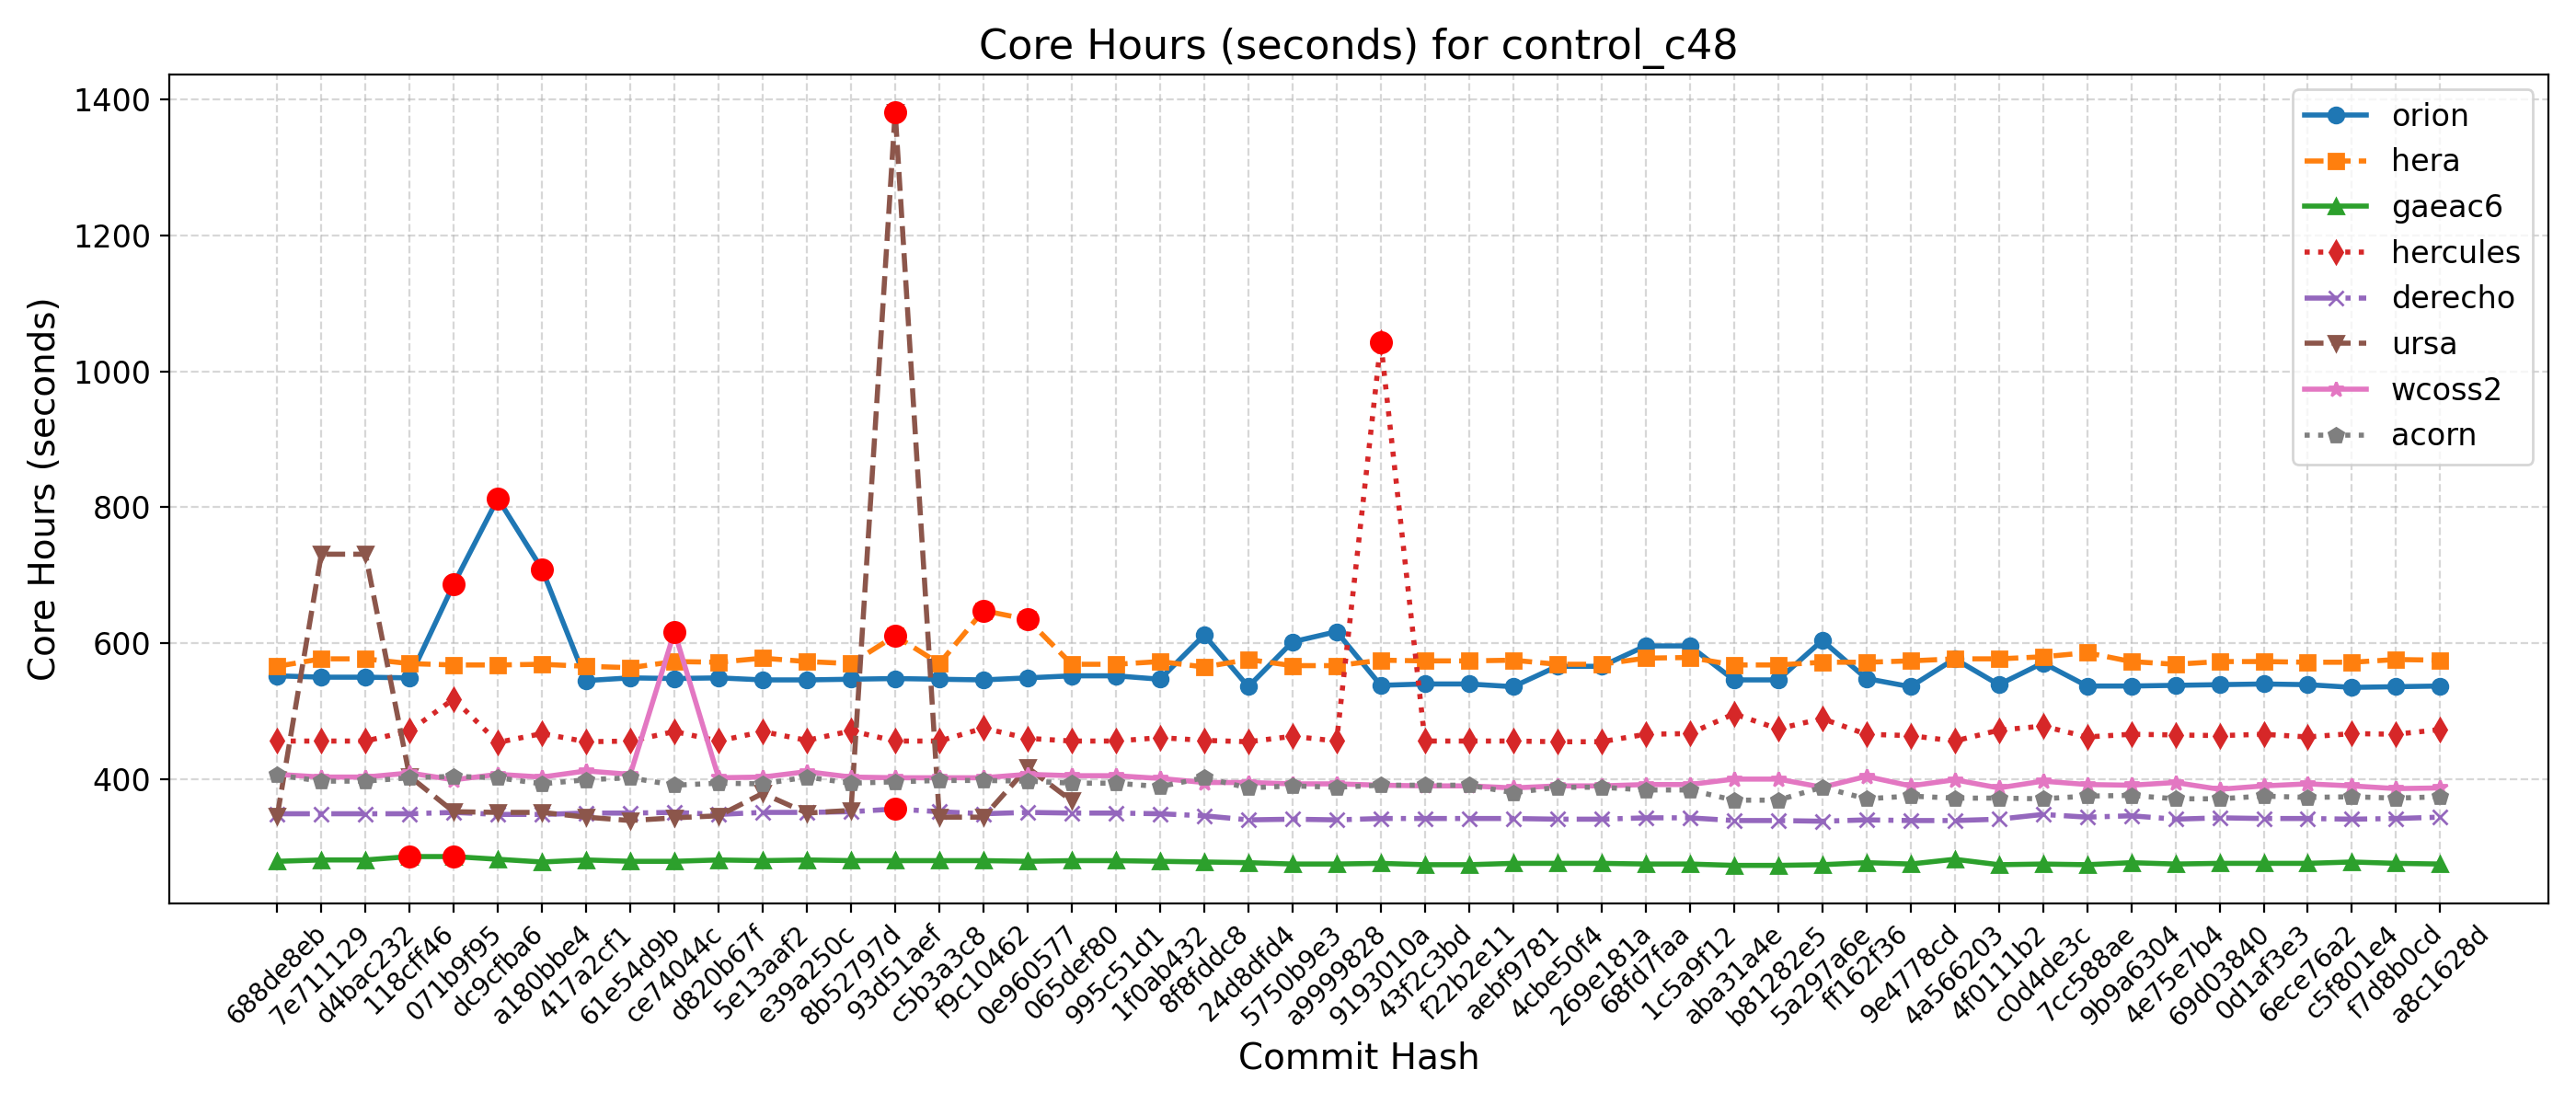 Core Hours (seconds) for control_c48
Core Hours (seconds)
1400
1200
1000
800
600
400
orion
hera
gaeac6
hercules
derecho
ursa
wcoss2
acorn
688de8eb
7e711129
d4bac232
118cff46
071b9f95
dc9cfba6
a180bbe4
417a2cf1
61e54d9b
ce74044c
d820b67f
5e13aaf2
e39a250c
8b52797d
93d51aef
c5b3a3c8
f9c10462
0e960577
065def80
995c51d1
1f0ab432
8f8fddc8
24d8dfd4
5750b9e3
a9999828
9193010a
43f2c3bd
f22b2e11
aebf9781
4cbe50f4
269e181a
68fd7faa
1c5a9f12
aba31a4e
b81282e5
5a297a6e
ff162f36
9e4778cd
4a566203
4f0111b2
c0d4de3c
7cc588ae
9b9a6304
4e75e7b4
69d03840
0d1af3e3
6ece76a2
c5f801e4
f7d8b0cd
a8c1628d
Commit Hash